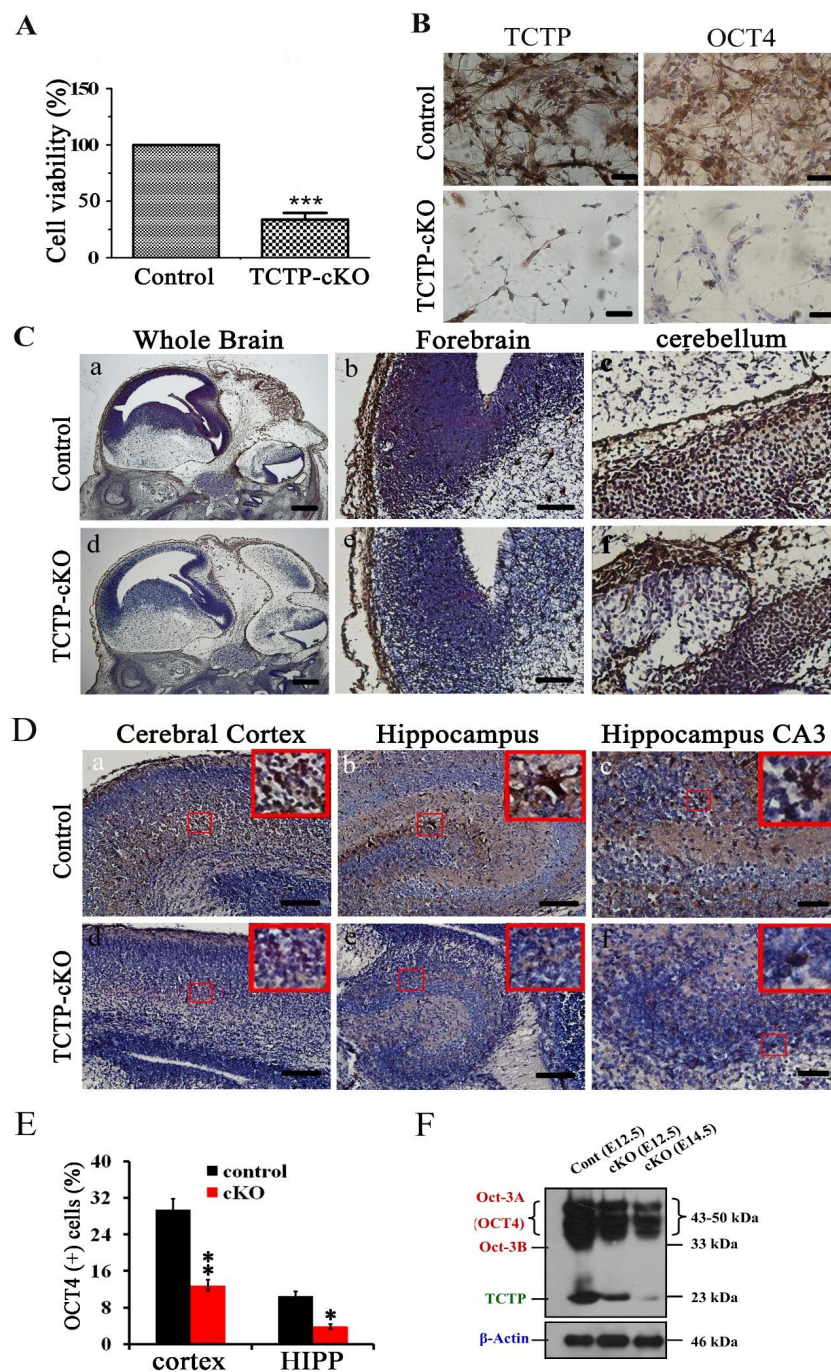 A
Cell viability (%)
150
100
50
0
***
Control
TCTP-cKO
B
TCTP
OCT4
Control
TCTP-cKO
C
Whole Brain
Forebrain
cerebellum
Control
a
b
c
TCTP-cKO
d
e
f
D
Cerebral Cortex
Hippocampus
Hippocampus CA3
Control
a
b
c
TCTP-cKO
d
e
f
E
OCT4 (+) cells (%)
40
32
24
16
8
0
control
cKO
**
*
cortex
HIPP
F
Cont (E12.5)
cKO (E12.5)
cKO (E14.5)
Oct-3A
(OCT4)
43-50 kDa
Oct-3B
33 kDa
TCTP
23 kDa
β-Actin
46 kDa